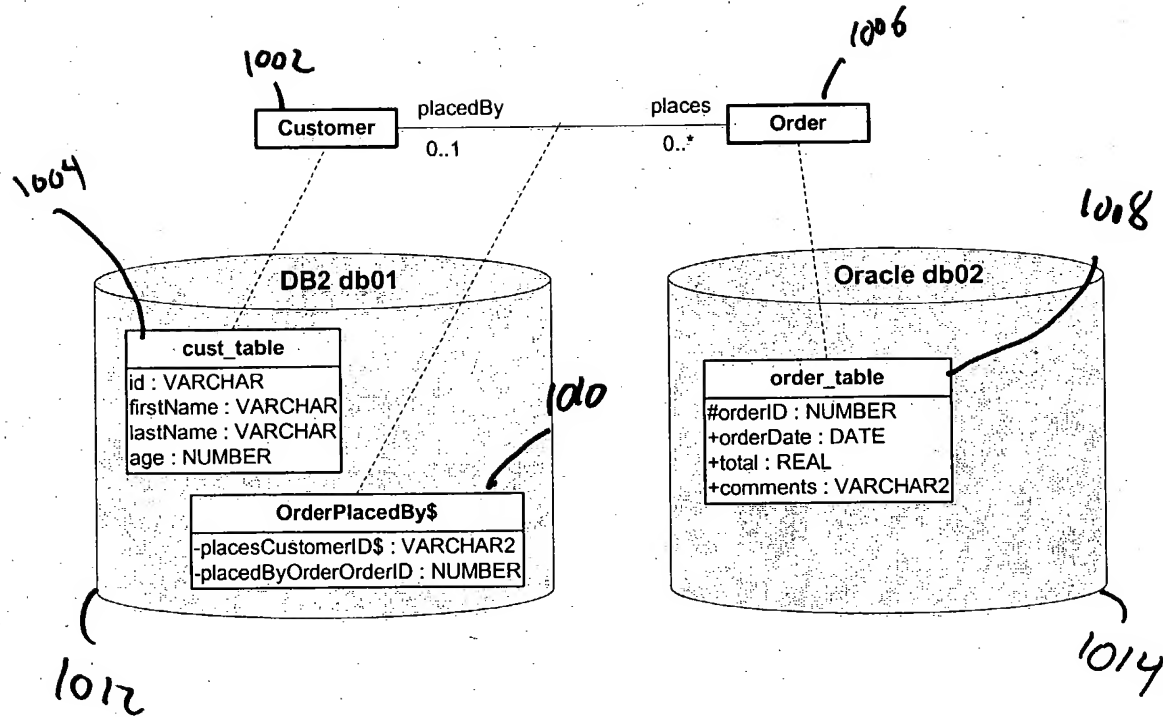 1006
1002
placedBy
places
Customer
Order
0..1
0..*
1004
1008
DB2 db01
Oracle db02
cust_table
id : VARCHAR
firstName : VARCHAR
lastName : VARCHAR
age : NUMBER
1010
order_table
#orderID : NUMBER
+orderDate : DATE
+total : REAL
+comments : VARCHAR2
OrderPlacedBy$
-placesCustomerID$ : VARCHAR2
-placedByOrderOrderID : NUMBER
1012
1014